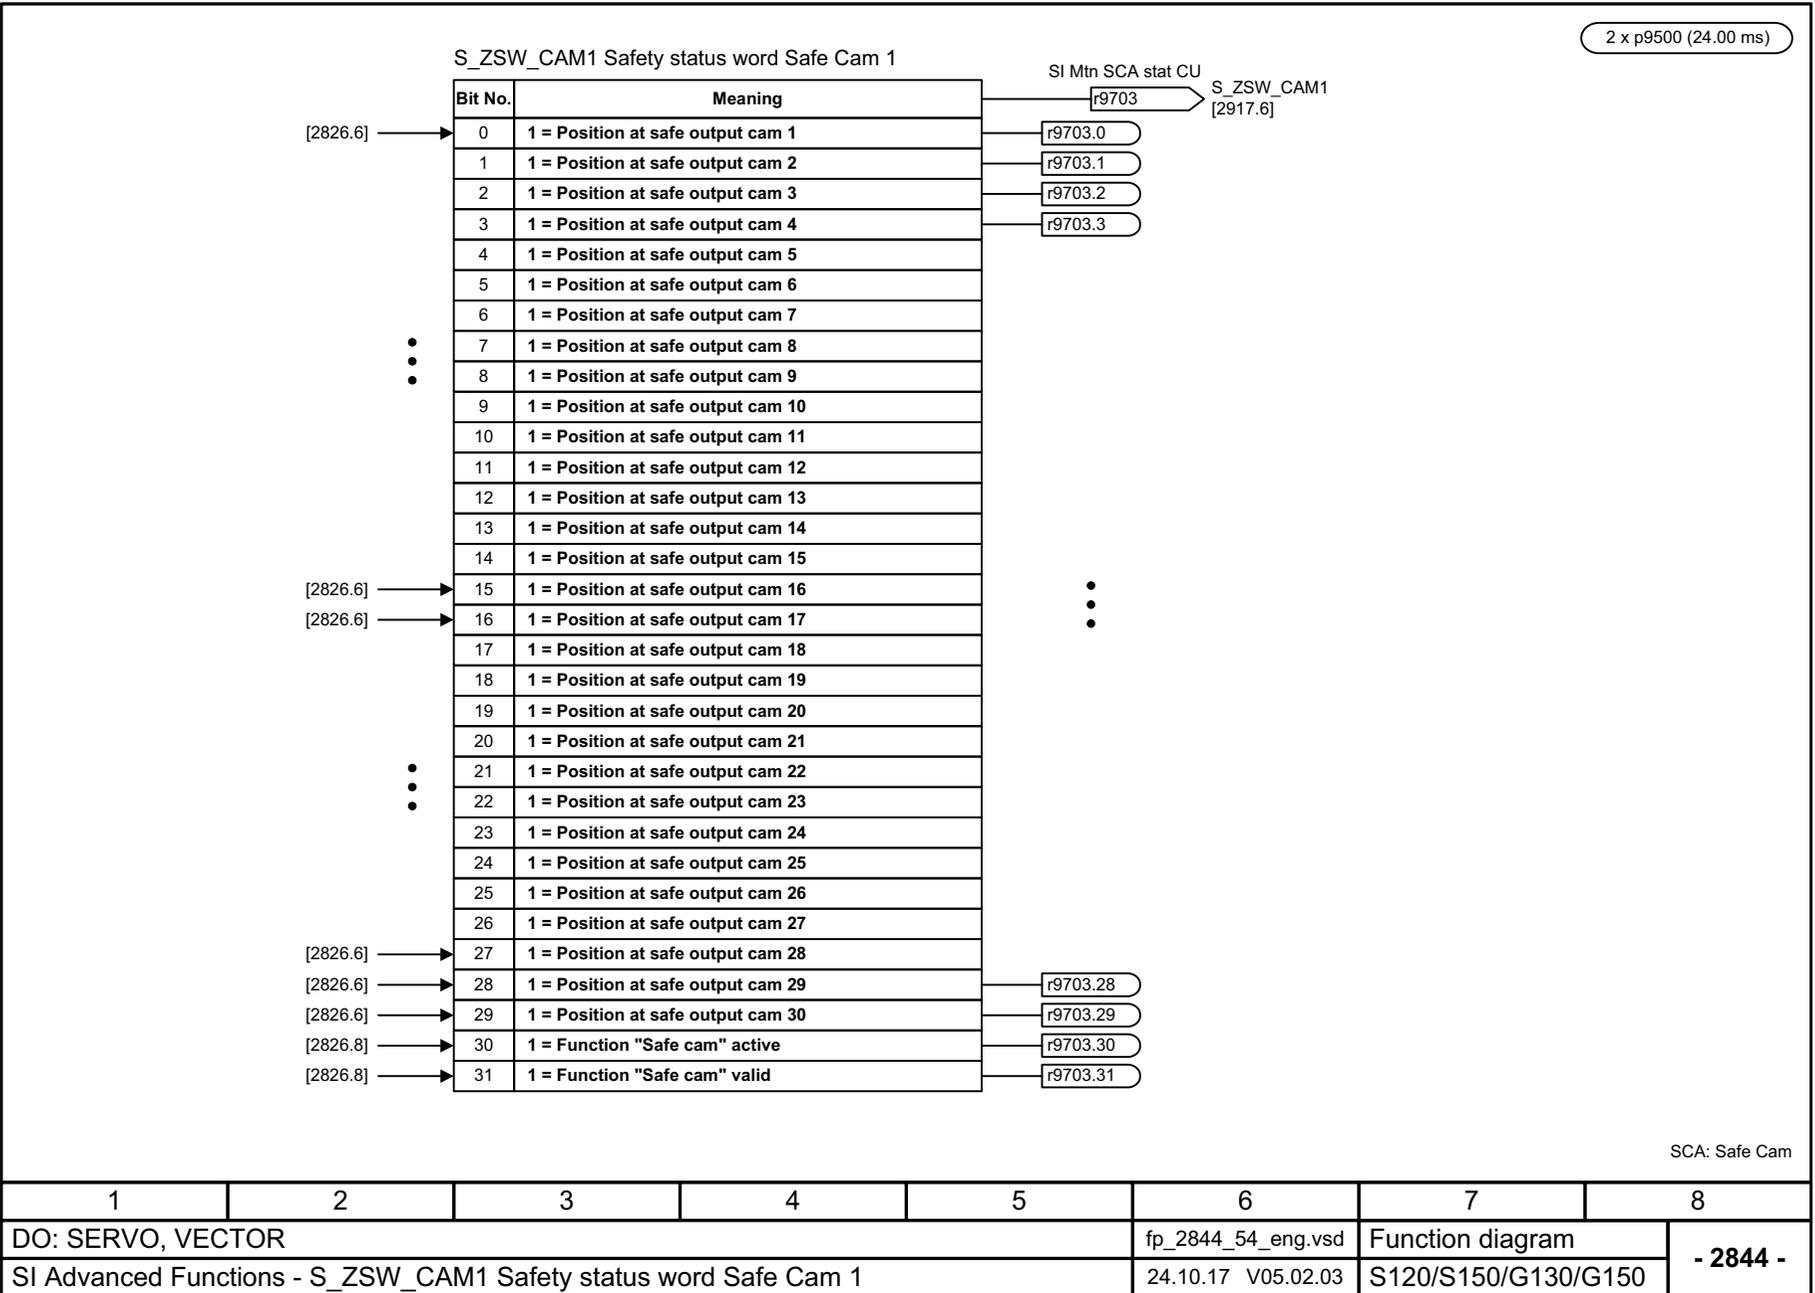 2 x p9500 (24.00 ms)
S_ZSW_CAM1 Safety status word Safe Cam 1
SI Mtn SCA stat CU
Bit No. Meaning r9703 S_ZSW_CAM1
[2917.6]
[2826.6] 0 1 = Position at safe output cam 1 r9703.0
1 1 = Position at safe output cam 2 r9703.1
2 1 = Position at safe output cam 3 r9703.2
3 1 = Position at safe output cam 4 r9703.3
4 1 = Position at safe output cam 5
5 1 = Position at safe output cam 6
6 1 = Position at safe output cam 7
7 1 = Position at safe output cam 8
8 1 = Position at safe output cam 9
9 1 = Position at safe output cam 10
10 1 = Position at safe output cam 11
11 1 = Position at safe output cam 12
12 1 = Position at safe output cam 13
13 1 = Position at safe output cam 14
14 1 = Position at safe output cam 15
[2826.6] 15 1 = Position at safe output cam 16
[2826.6] 16 1 = Position at safe output cam 17
17 1 = Position at safe output cam 18
18 1 = Position at safe output cam 19
19 1 = Position at safe output cam 20
20 1 = Position at safe output cam 21
21 1 = Position at safe output cam 22
22 1 = Position at safe output cam 23
23 1 = Position at safe output cam 24
24 1 = Position at safe output cam 25
25 1 = Position at safe output cam 26
26 1 = Position at safe output cam 27
[2826.6] 27 1 = Position at safe output cam 28
[2826.6] 28 1 = Position at safe output cam 29 r9703.28
[2826.6] 29 1 = Position at safe output cam 30 r9703.29
[2826.8] 30 1 = Function "Safe cam" active r9703.30
[2826.8] 31 1 = Function "Safe cam" valid r9703.31
SCA: Safe Cam
1 2 3 4 5 6 7 8
DO: SERVO, VECTOR fp_2844_54_eng.vsd Function diagram
- 2844 -
SI Advanced Functions - S_ZSW_CAM1 Safety status word Safe Cam 1 24.10.17 V05.02.03 S120/S150/G130/G150